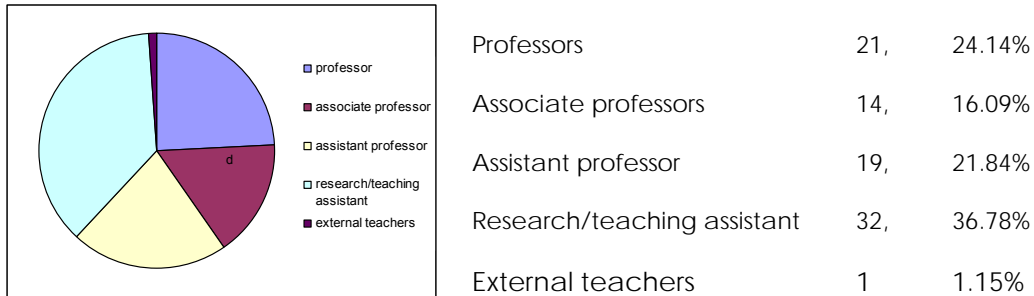 professor
associate professor
d
assistant professor
research/teaching
assistant
external teachers
Professors 21, 24.14%
Associate professors 14, 16.09%
Assistant professor 19, 21.84%
Research/teaching assistant 32, 36.78%
External teachers 1 1.15%